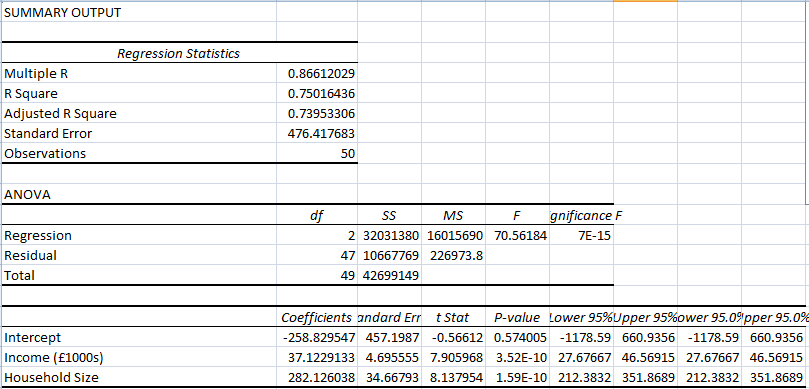 SUMMARY OUTPUT
Regression Statistics
Multiple R 0.86612029
R Square 0.75016436
Adjusted R Square 0.73953306
Standard Error 476.417683
Observations 50
ANOVA
df SS MS F gnificance F
Regression 2 32031380 16015690 70.56184 7E-15
Residual 47 10667769 226973.8
Total 49 42699149
Coefficients andard Err t Stat P-value Lower 95% Upper 95% ower 95.0% pper 95.0%
Intercept -258.829547 457.1987 -0.56612 0.574005 -1178.59 660.9356 -1178.59 660.9356
Income (£1000s) 37.1229133 4.695555 7.905968 3.52E-10 27.67667 46.56915 27.67667 46.56915
Household Size 282.126038 34.66793 8.137954 1.59E-10 212.3832 351.8689 212.3832 351.8689